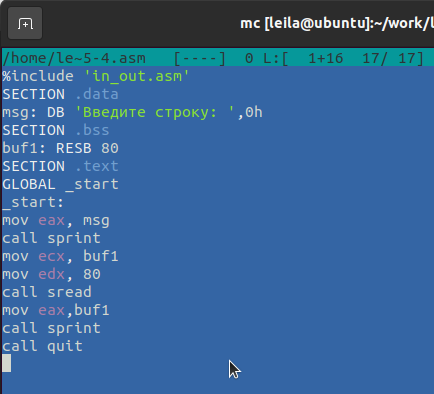 mc [leila@ubuntu]:~/work/l
/home/le~5-4.asm   [----]  0 L:[  1+16  17/ 17]
%include 'in_out.asm'
SECTION .data
msg: DB 'Введите строку: ',0h
SECTION .bss
buf1: RESB 80
SECTION .text
GLOBAL _start
_start:
mov eax, msg
call sprint
mov ecx, buf1
mov edx, 80
call sread
mov eax,buf1
call sprint
call quit